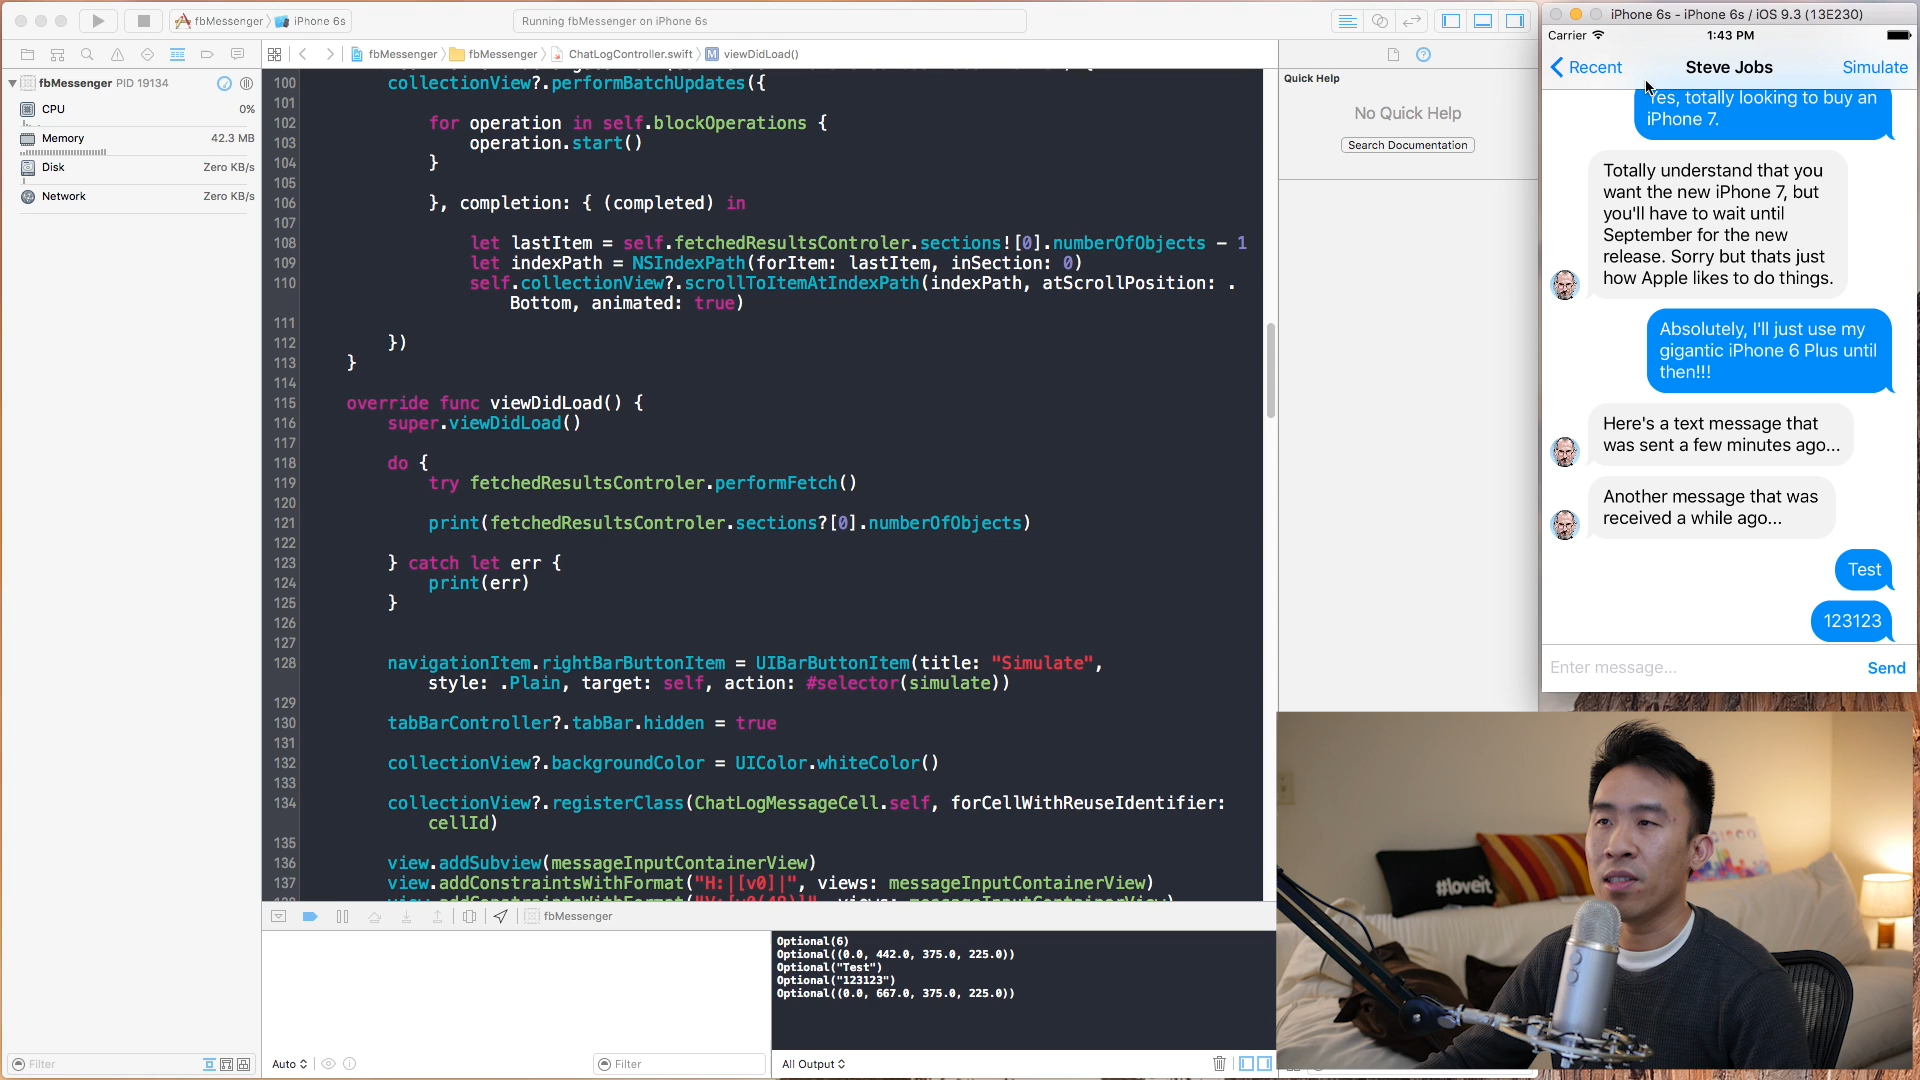 fbMessenger iPhone 6s
Running fbMessenger on iPhone 6s
iPhone 6s - iPhone 6s / iOS 9.3 (13E230)
fbMessenger fbMessenger ChatLogController.swift M viewDidLoad()
fbMessenger PID 19134
CPU 0%
Memory 42.3 MB
Disk Zero KB/s
Network Zero KB/s
Filter
100 collectionView?.performBatchUpdates({
101
102 for operation in self.blockOperations {
103 operation.start()
104 }
105
106 }, completion: { (completed) in
107
108 let lastItem = self.fetchedResultsControler.sections![0].numberOfObjects - 1
109 let indexPath = NSIndexPath(forItem: lastItem, inSection: 0)
110 self.collectionView?.scrollToItemAtIndexPath(indexPath, atScrollPosition: .
Bottom, animated: true)
111
112 })
113 }
114
115 override func viewDidLoad() {
116 super.viewDidLoad()
117
118 do {
119 try fetchedResultsControler.performFetch()
120
121 print(fetchedResultsControler.sections?[0].numberOfObjects)
122
123 } catch let err {
124 print(err)
125 }
126
127
128 navigationItem.rightBarButtonItem = UIBarButtonItem(title: "Simulate",
style: .Plain, target: self, action: #selector(simulate))
129
130 tabBarController?.tabBar.hidden = true
131
132 collectionView?.backgroundColor = UIColor.whiteColor()
133
134 collectionView?.registerClass(ChatLogMessageCell.self, forCellWithReuseIdentifier:
cellId)
135
136 view.addSubview(messageInputContainerView)
137 view.addConstraintsWithFormat("H:|[v0]|", views: messageInputContainerView)
fbMessenger
Optional(6)
Optional((0.0, 442.0, 375.0, 225.0))
Optional("Test")
Optional("123123")
Optional((0.0, 667.0, 375.0, 225.0))
Auto
Filter
All Output
Quick Help
No Quick Help
Search Documentation
Carrier 1:43 PM
Recent Steve Jobs Simulate
Yes, totally looking to buy an
iPhone 7.
Totally understand that you
want the new iPhone 7, but
you'll have to wait until
September for the new
release. Sorry but thats just
how Apple likes to do things.
Absolutely, I'll just use my
gigantic iPhone 6 Plus until
then!!!
Here's a text message that
was sent a few minutes ago...
Another message that was
received a while ago...
Test
123123
Enter message... Send
#loveit